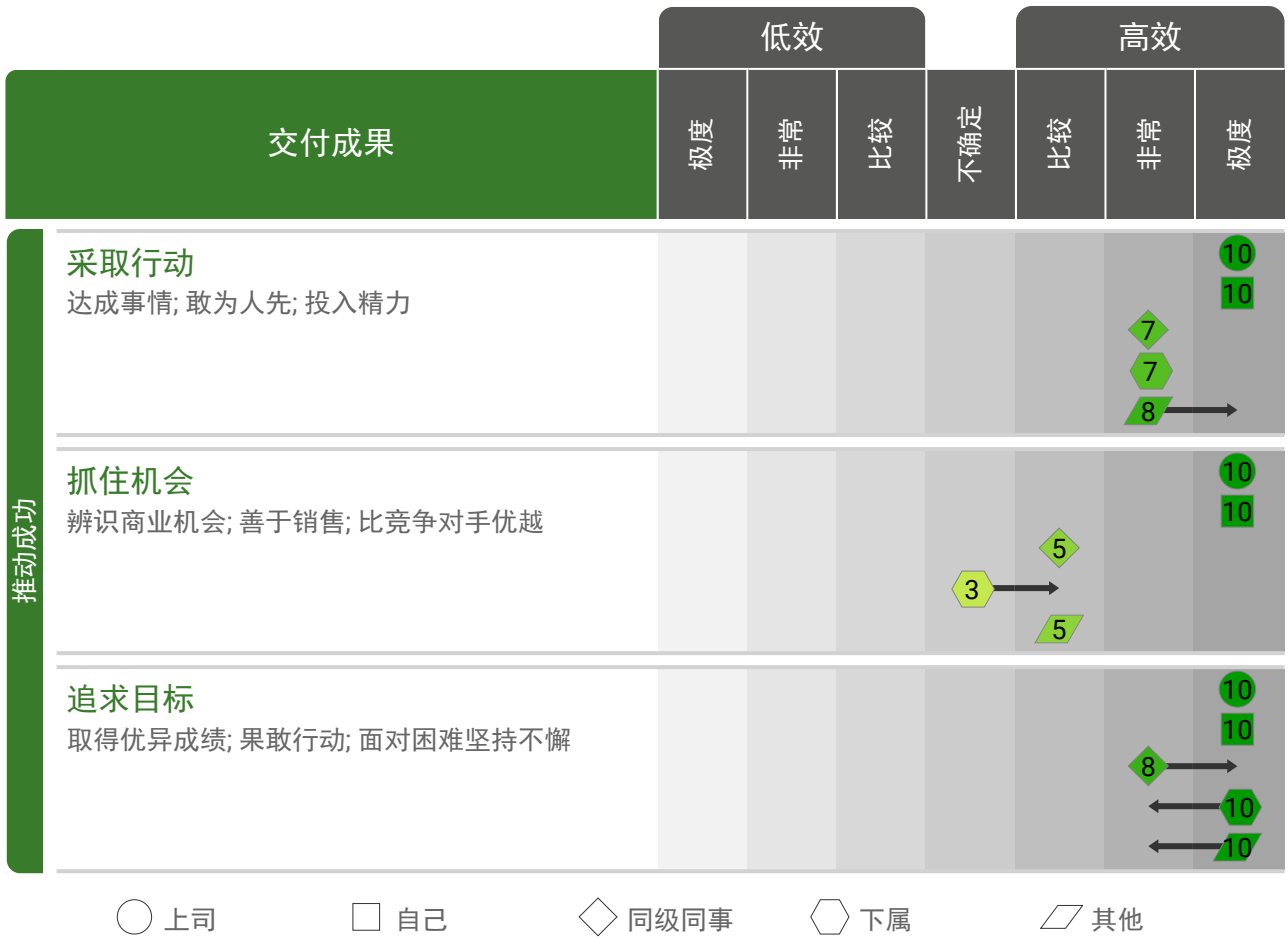 低效
高效
交付成果
极度
非常
比较
不确定
比较
非常
极度
推动成功
采取行动
达成事情; 敢为人先; 投入精力
10
10
7
7
8
抓住机会
辨识商业机会; 善于销售; 比竞争对手优越
10
10
5
3
5
追求目标
取得优异成绩; 果敢行动; 面对困难坚持不懈
10
10
8
10
10
上司
自己
同级同事
下属
其他